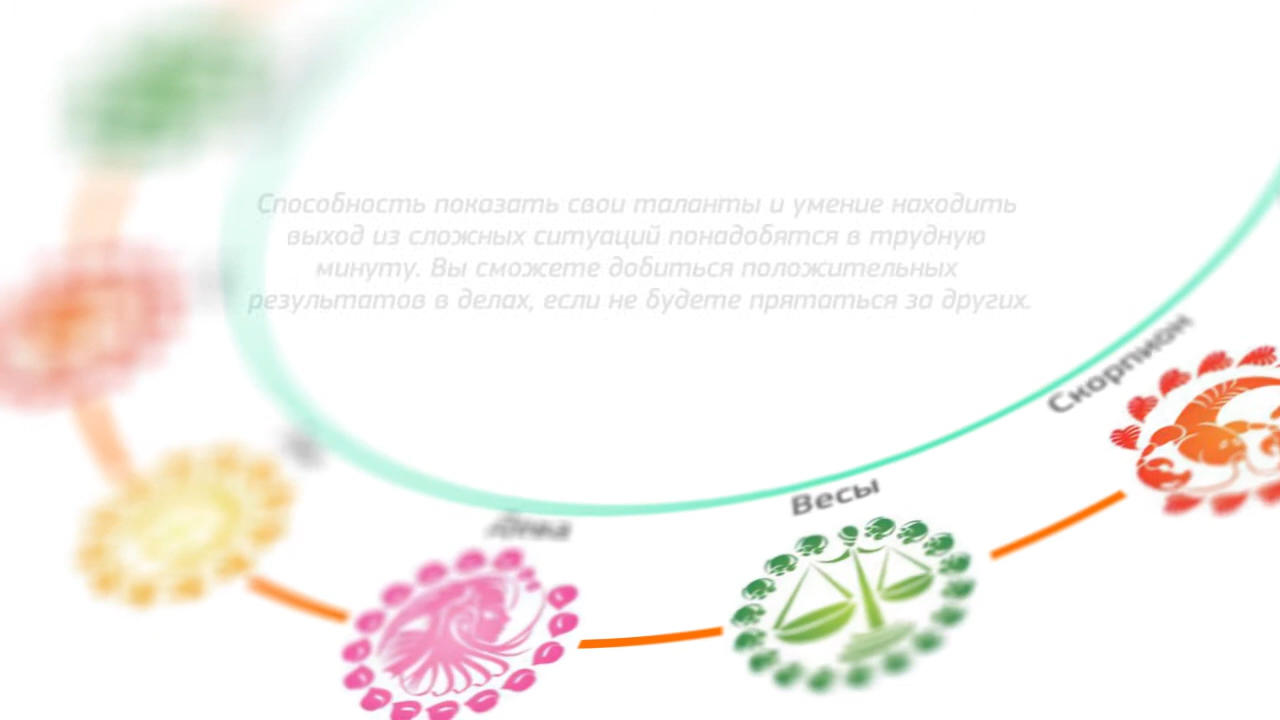 Способность показать свои таланты и умение находить
выход из сложных ситуаций понадобятся в трудную
минуту. Вы сможете добиться положительных
результатов в делах, если не будете прятаться за других.
Скорпион
Весы
Дева